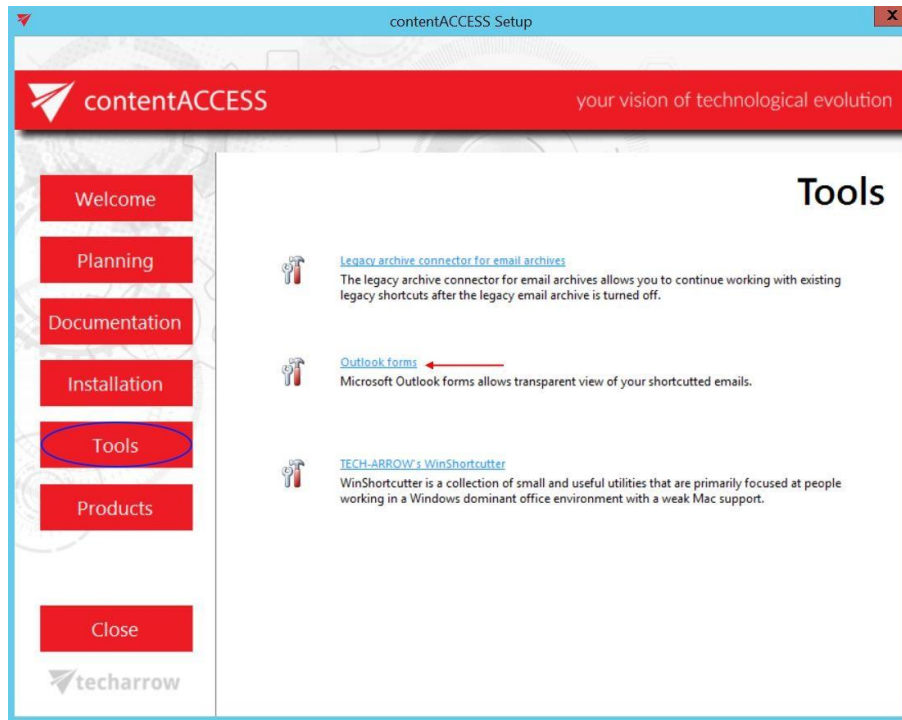 contentACCESS Setup
X
contentACCESS
your vision of technological evolution
Welcome
Planning
Documentation
Installation
Tools
Products
Close
techarrow
Tools
Legacy archive connector for email archives
The legacy archive connector for email archives allows you to continue working with existing
legacy shortcuts after the legacy email archive is turned off.
Outlook forms
Microsoft Outlook forms allows transparent view of your shortcutted emails.
TECH-ARROW's WinShortcutter
WinShortcutter is a collection of small and useful utilities that are primarily focused at people
working in a Windows dominant office environment with a weak Mac support.